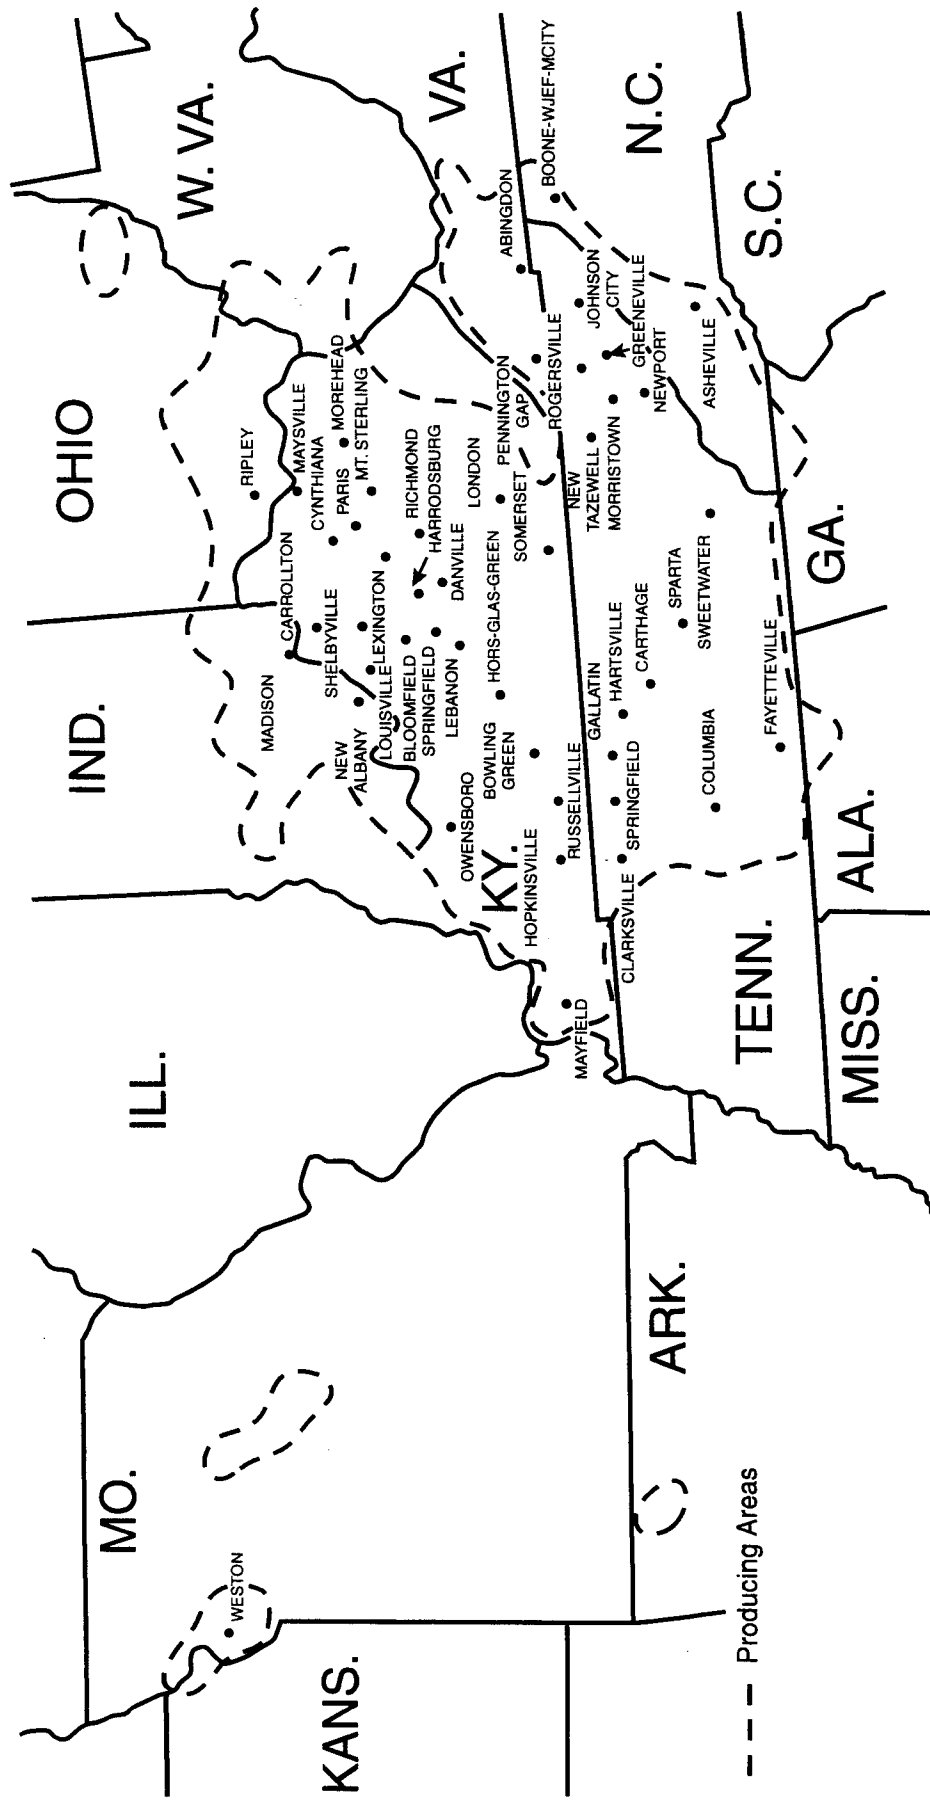 OHIO
W. VA.
VA.
N.C.
S.C.
GA.
IND.
ILL.
MO.
KANS.
ARK.
KY.
TENN.
MISS.
ALA.
RIPLEY
MAYSVILLE
CYNTHIANA
PARIS
MOREHEAD
MT. STERLING
CARROLLTON
MADISON
SHELBYVILLE
LEXINGTON
RICHMOND
HARRODSBURG
DANVILLE
LONDON
PENNINGTON
GAP
SOMERSET
NEW
ALBANY
LOUISVILLE
BLOOMFIELD
SPRINGFIELD
LEBANON
HORS-GLAS-GREEN
BOWLING
GREEN
OWENSBORO
RUSSELLVILLE
HOPKINSVILLE
MAYFIELD
ABINGDON
BOONE-WJEF-MCITY
JOHNSON
CITY
GREENEVILLE
ROGERSVILLE
NEWPORT
ASHEVILLE
NEW
TAZEWELL
MORRISTOWN
GALLATIN
HARTSVILLE
CARTHAGE
SPARTA
SWEETWATER
SPRINGFIELD
CLARKSVILLE
COLUMBIA
FAYETTEVILLE
WESTON
Producing Areas